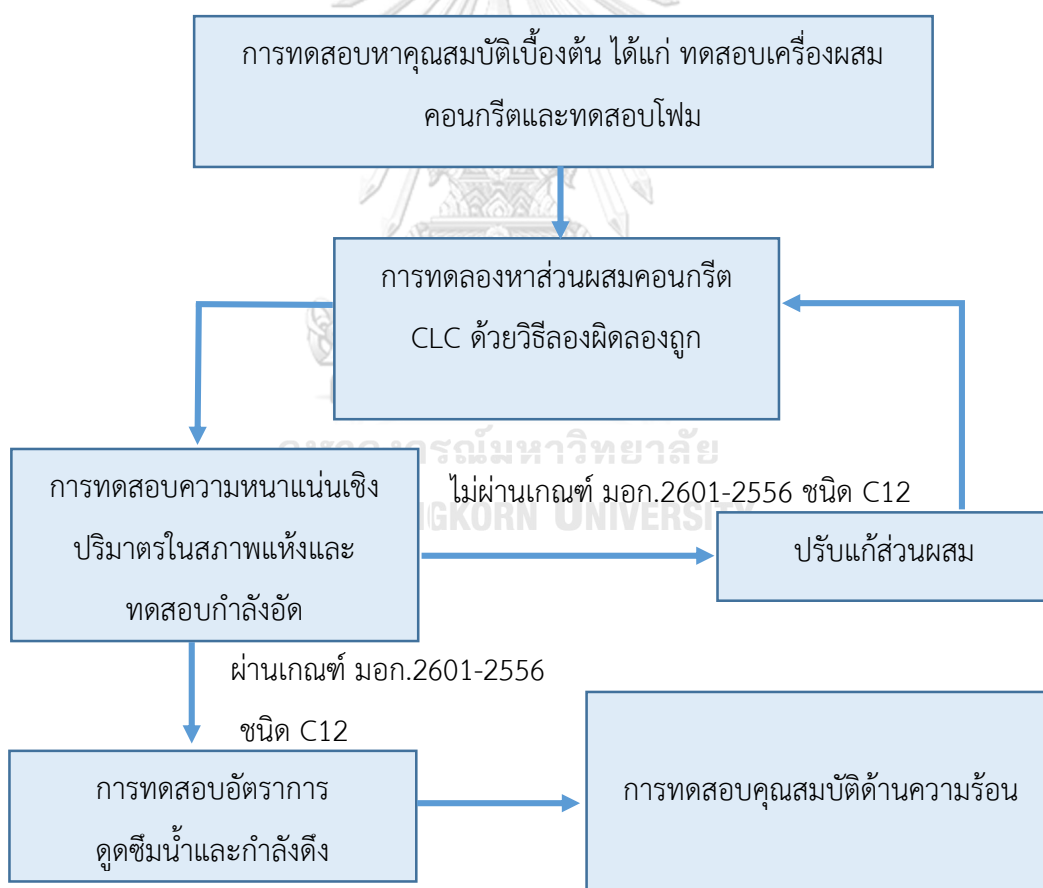 การทดสอบหาคุณสมบัติเบื้องต้น ได้แก่ ทดสอบเครื่องผสม
คอนกรีตและทดสอบโฟม
การทดลองหาส่วนผสมคอนกรีต
CLC ด้วยวิธีลองผิดลองถูก
การทดสอบความหนาแน่นเชิง
ปริมาตรในสภาพแห้งและ
ทดสอบกำลังอัด
ไม่ผ่านเกณฑ์ มอก.2601-2556 ชนิด C12
ปรับแก้ส่วนผสม
ผ่านเกณฑ์ มอก.2601-2556
ชนิด C12
การทดสอบอัตราการ
ดูดซึมน้ำและกำลังดึง
การทดสอบคุณสมบัติด้านความร้อน